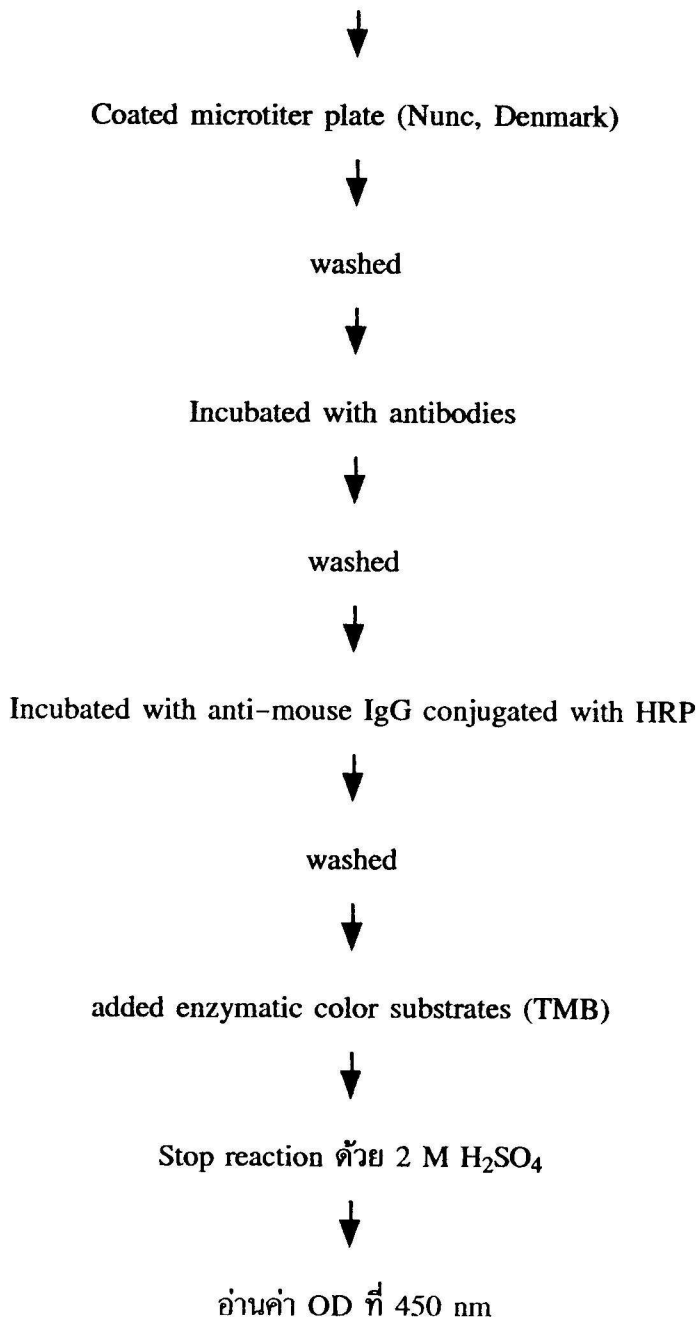 Coated microtiter plate (Nunc, Denmark)
washed
Incubated with antibodies
washed
Incubated with anti-mouse IgG conjugated with HRP
washed
added enzymatic color substrates (TMB)
Stop reaction ด้วย 2 M H₂SO₄
อ่านค่า OD ที่ 450 nm